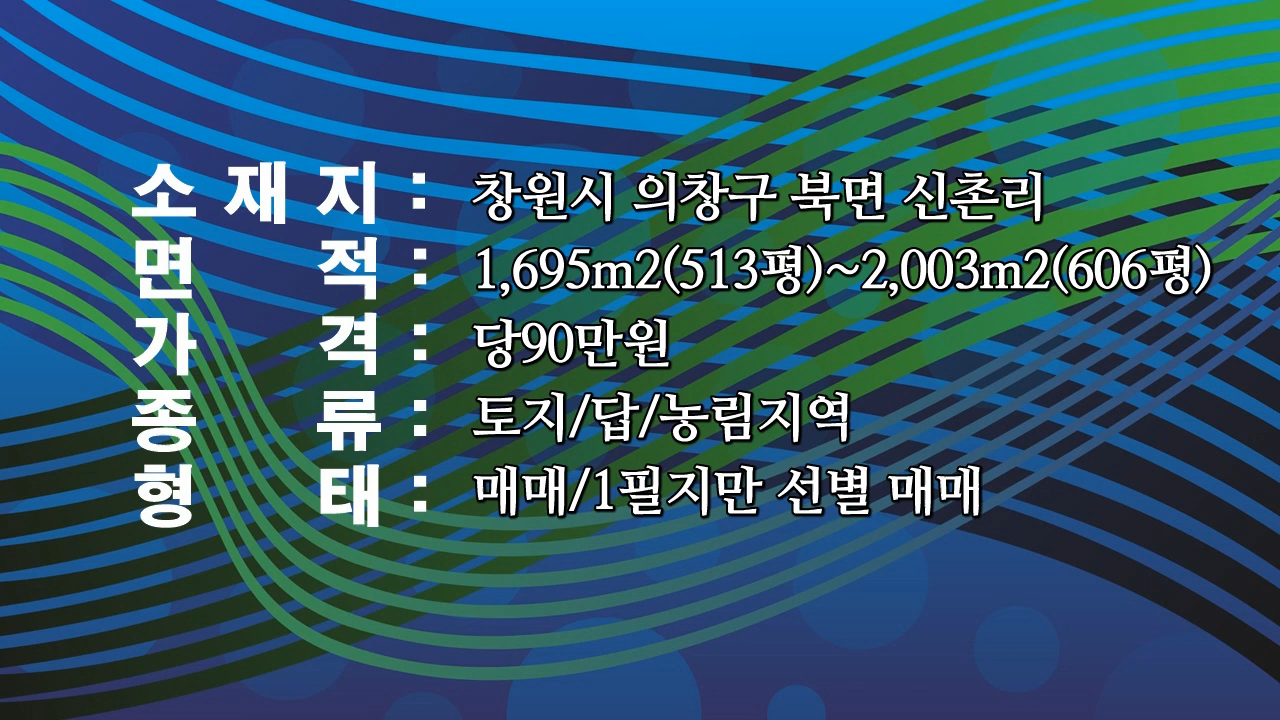 소재지: 창원시 의창구 북면 신촌리
면적: 1,695m2(513평)~2,003m2(606평)
가격: 당90만원
종류: 토지/답/농림지역
형태: 매매/1필지만 선별 매매